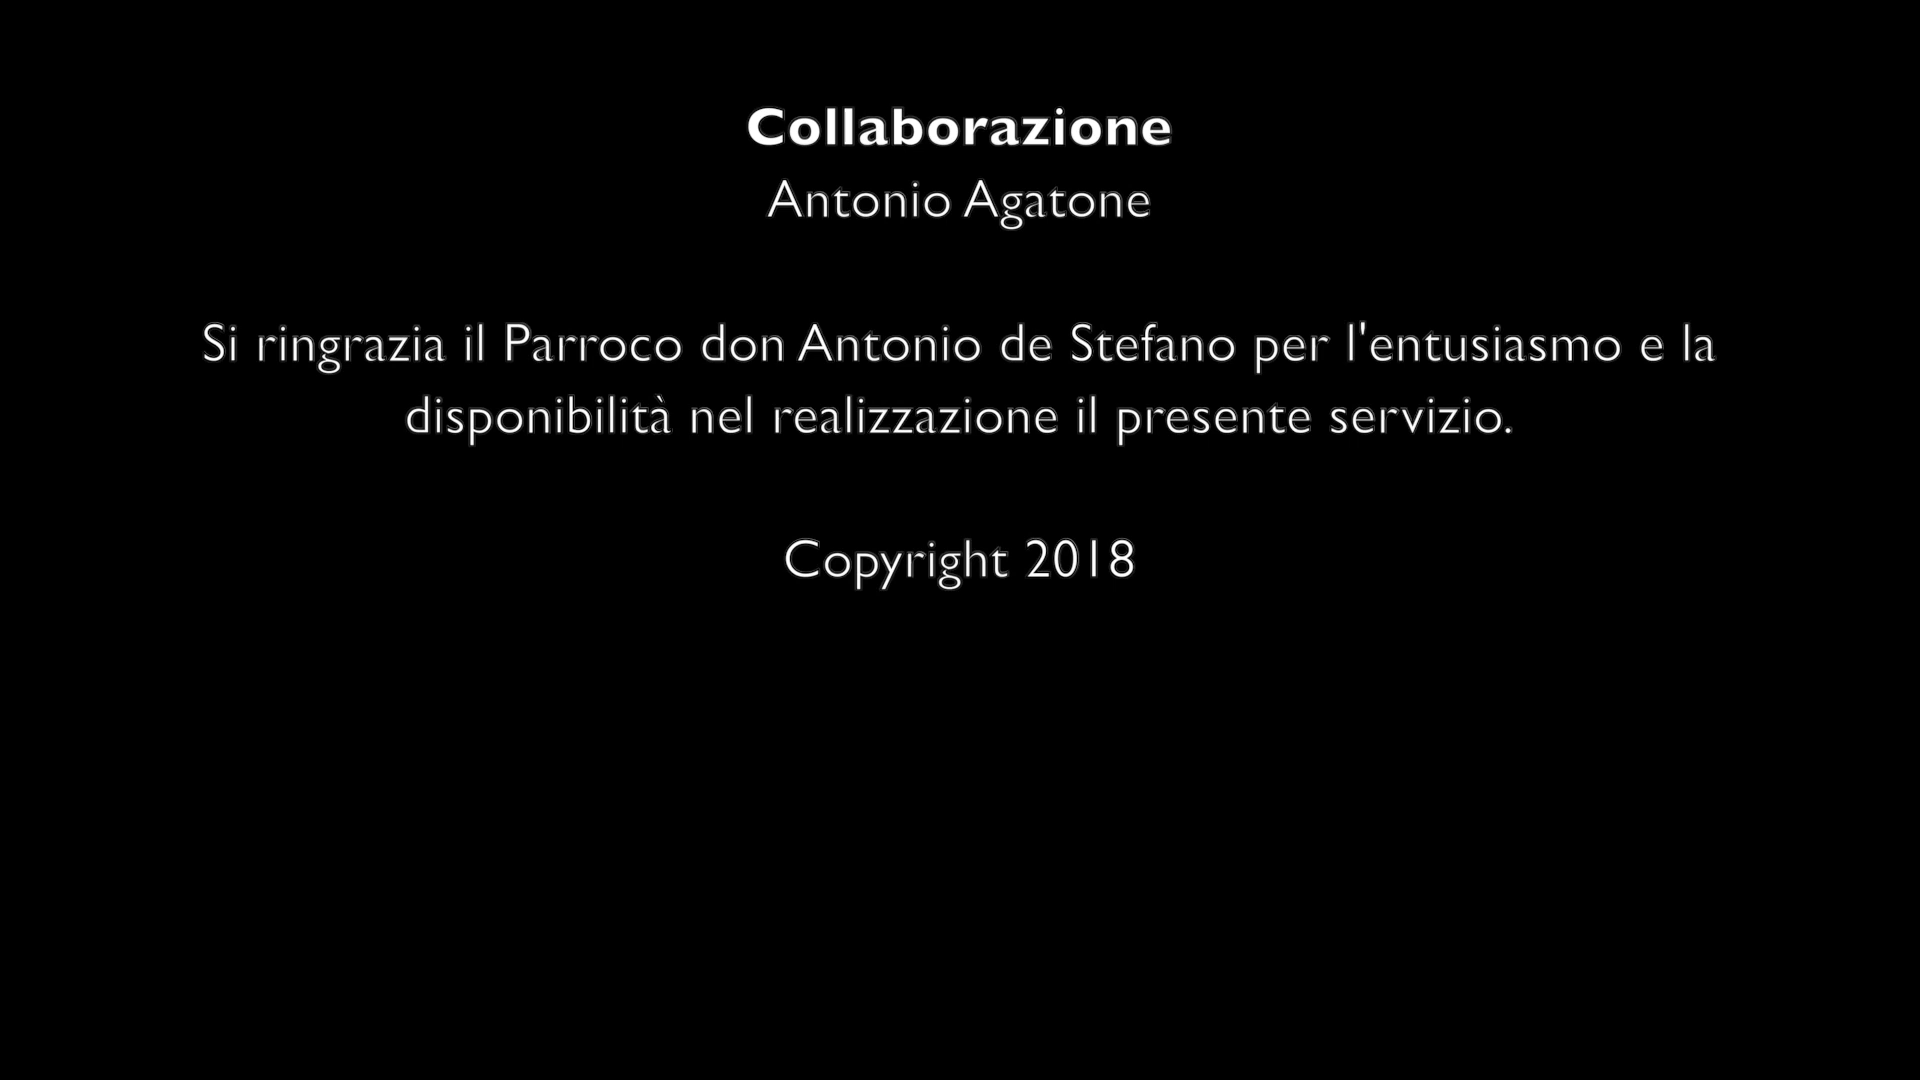 Collaborazione
Antonio Agatone
Si ringrazia il Parroco don Antonio de Stefano per l'entusiasmo e la
disponibilità nel realizzazione il presente servizio.
Copyright 2018